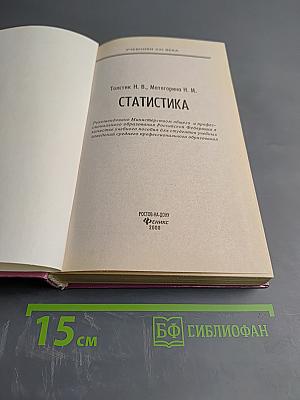 УЧЕБНИКИ XXI ВЕКА
Толстик Н. В., Матегорина Н. М.
СТАТИСТИКА
Рекомендовано Министерством общего и профес-
сионального образования Российской Федерации в
качестве учебного пособия для студентов учебных
заведений среднего профессионального образования
РОСТОВ-НА-ДОНУ
Феникс
2000
15 см
БФ БИБЛИОФАН